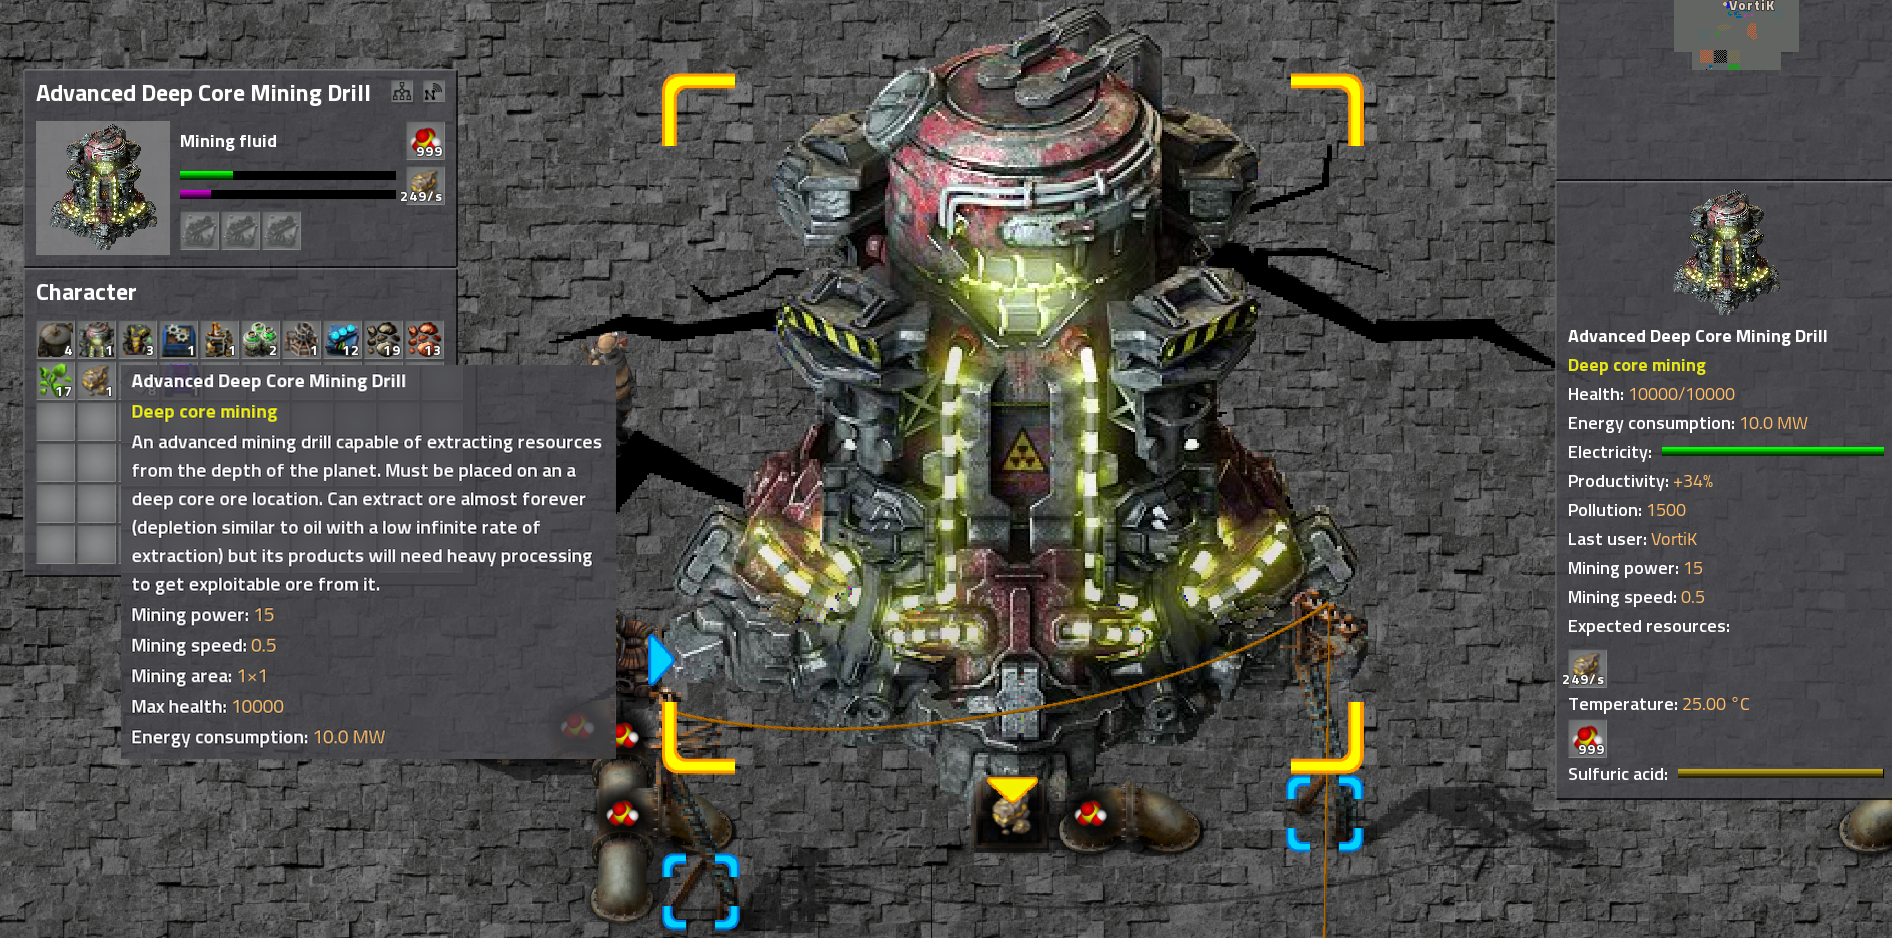 VortiK
Advanced Deep Core Mining Drill
Mining fluid
999
249/s
Character
4 1 3 1 1 2 1 12 19 13
17 1
Advanced Deep Core Mining Drill
Deep core mining
An advanced mining drill capable of extracting resources
from the depth of the planet. Must be placed on an a
deep core ore location. Can extract ore almost forever
(depletion similar to oil with a low infinite rate of
extraction) but its products will need heavy processing
to get exploitable ore from it.
Mining power: 15
Mining speed: 0.5
Mining area: 1×1
Max health: 10000
Energy consumption: 10.0 MW
Advanced Deep Core Mining Drill
Deep core mining
Health: 10000/10000
Energy consumption: 10.0 MW
Electricity:
Productivity: +34%
Pollution: 1500
Last user: VortiK
Mining power: 15
Mining speed: 0.5
Expected resources:
249/s
Temperature: 25.00 °C
999
Sulfuric acid: